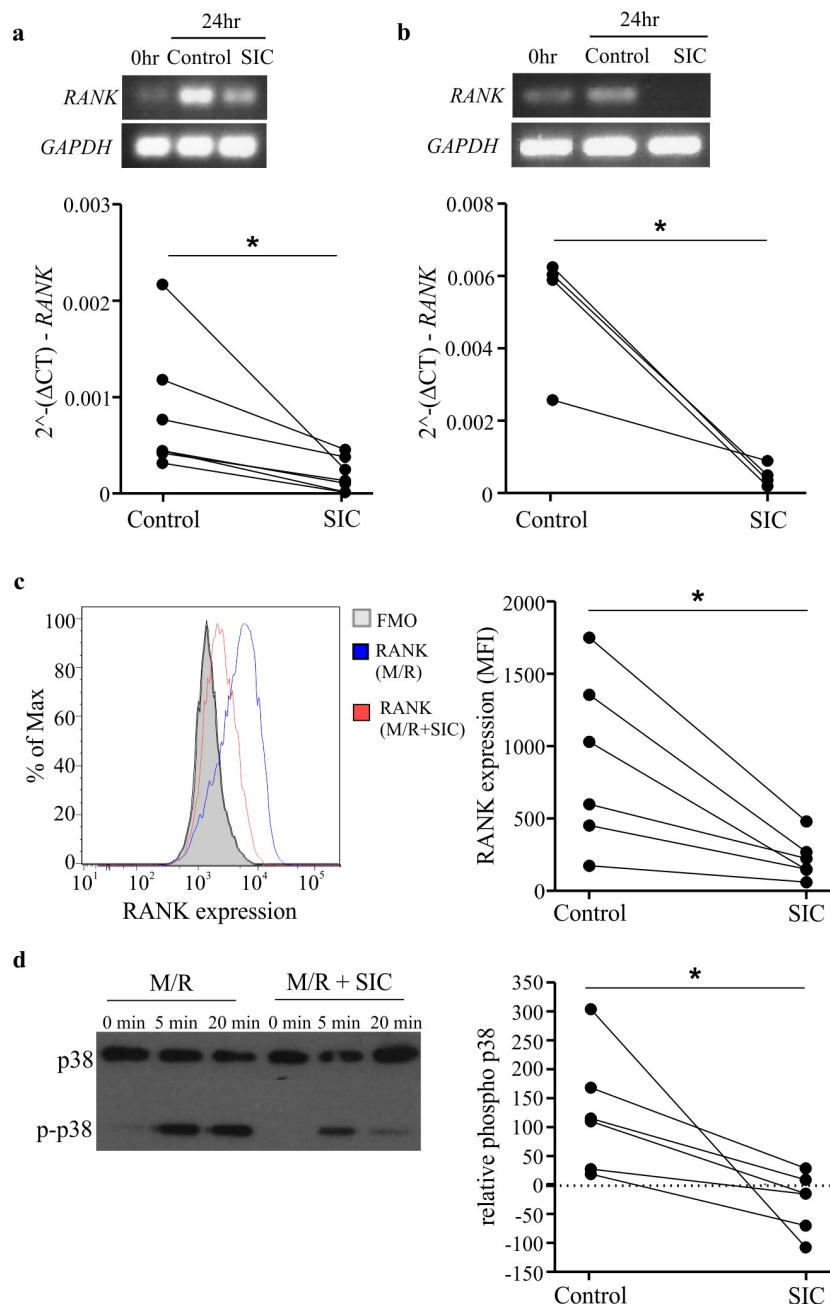 a
24hr
0hr Control SIC
RANK
GAPDH
0.003
0.002
0.001
0
2^-(ΔCT) - RANK
*
Control SIC
b
24hr
0hr Control SIC
RANK
GAPDH
0.008
0.006
0.004
0.002
0
2^-(ΔCT) - RANK
*
Control SIC
c
100
80
60
40
20
0
% of Max
10¹ 10² 10³ 10⁴ 10⁵
RANK expression
FMO
RANK
(M/R)
RANK
(M/R+SIC)
2000
1500
1000
500
0
RANK expression (MFI)
*
Control SIC
d
M/R M/R + SIC
0 min 5 min 20 min 0 min 5 min 20 min
p38
p-p38
350
300
250
200
150
100
50
0
-50
-100
-150
relative phospho p38
*
Control SIC